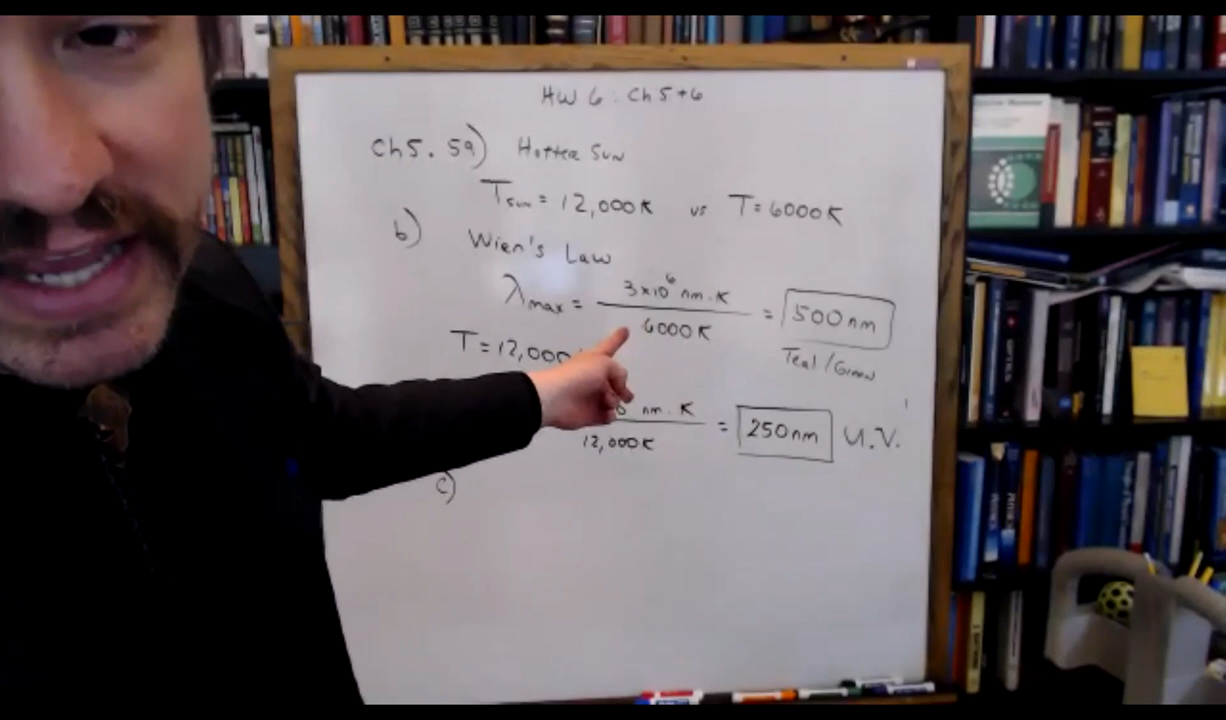 HW 6: Ch 5+6
Ch5. 59) Hotter Sun
Tsun = 12,000K vs T=6000K
b) Wien's Law
λmax = 3x10⁶ nm·K / 6000K = 500nm
Teal/Green
T=12,000
nm·K / 12,000K = 250nm U.V.
c)
OPTICS